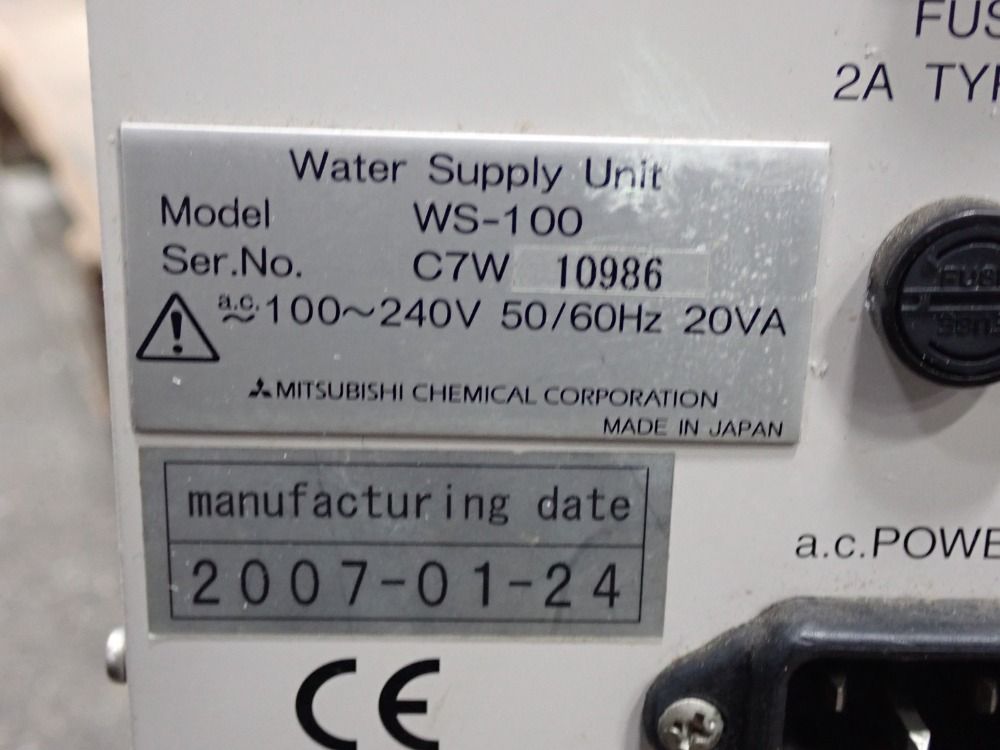 FUS
2A TYP
Water Supply Unit
Model WS-100
Ser.No. C7W 10986
a.c. 100～240V 50/60Hz 20VA
MITSUBISHI CHEMICAL CORPORATION
MADE IN JAPAN
manufacturing date
2007-01-24
a.c.POWE
CE